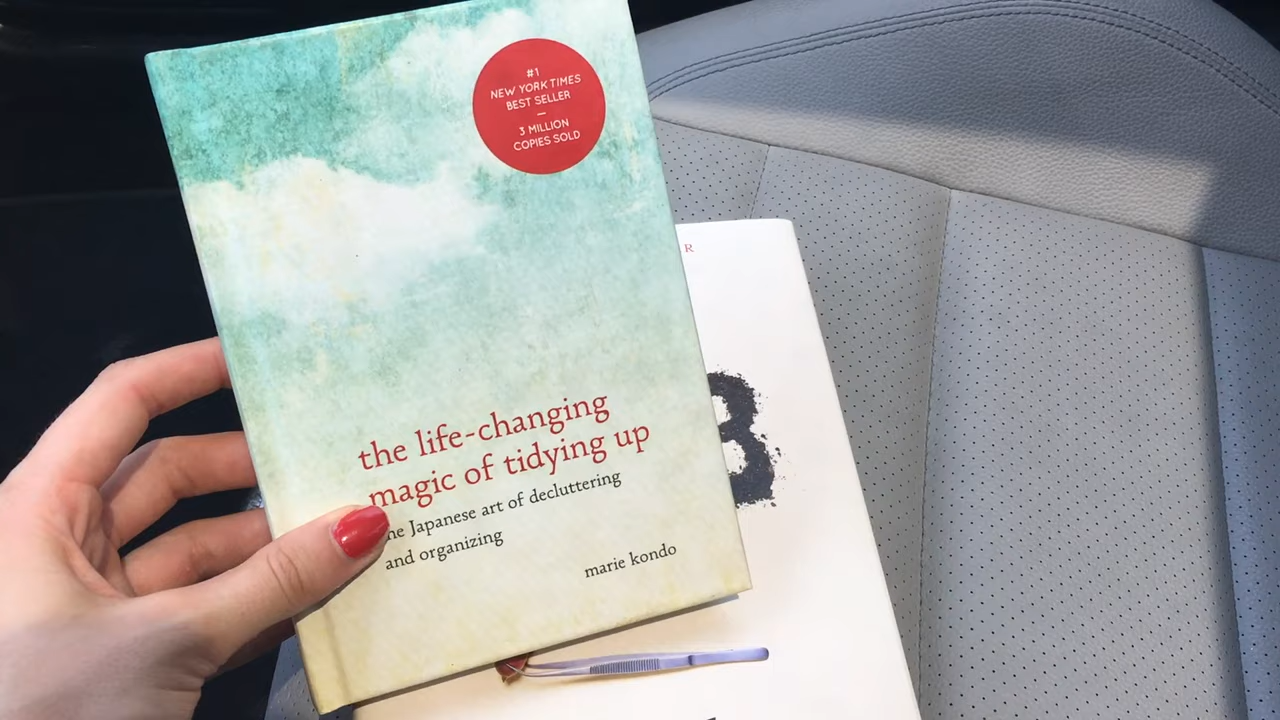 #1
NEW YORK TIMES
BEST SELLER
3 MILLION
COPIES SOLD
the life-changing
magic of tidying up
Japanese art of decluttering
and organizing
marie kondo
R